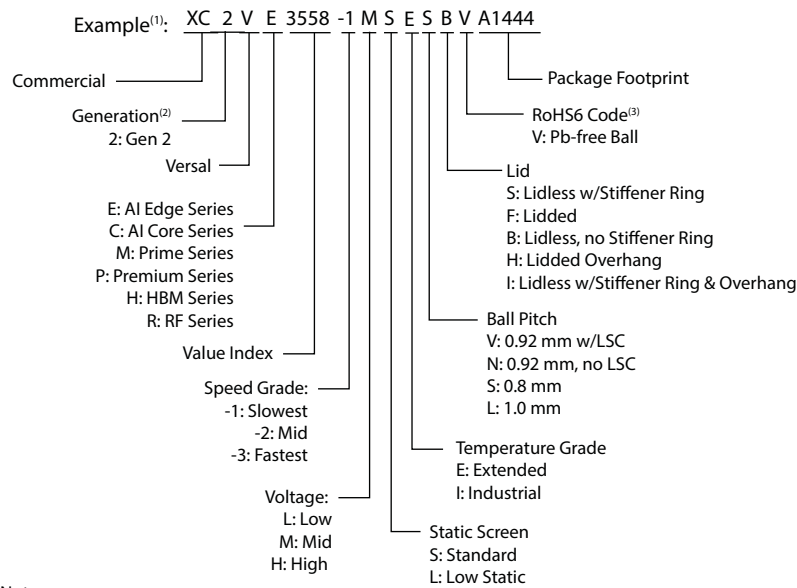 Example(1): XC 2 V E 3558 -1 M S E S B V A1444
Commercial
Package Footprint
Generation(2)
2: Gen 2
RoHS6 Code(3)
V: Pb-free Ball
Versal
Lid
S: Lidless w/Stiffener Ring
F: Lidded
B: Lidless, no Stiffener Ring
H: Lidded Overhang
I: Lidless w/Stiffener Ring & Overhang
E: AI Edge Series
C: AI Core Series
M: Prime Series
P: Premium Series
H: HBM Series
R: RF Series
Ball Pitch
V: 0.92 mm w/LSC
N: 0.92 mm, no LSC
S: 0.8 mm
L: 1.0 mm
Value Index
Speed Grade:
-1: Slowest
-2: Mid
-3: Fastest
Temperature Grade
E: Extended
I: Industrial
Voltage:
L: Low
M: Mid
H: High
Static Screen
S: Standard
L: Low Static